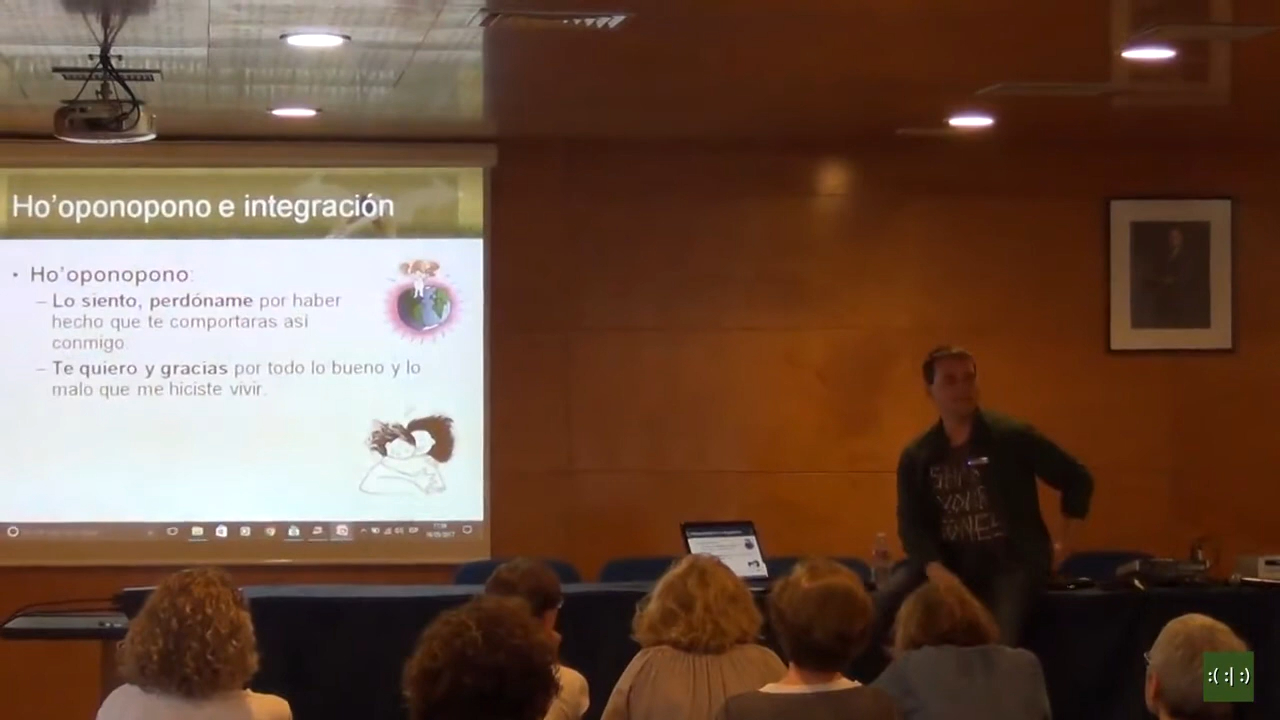 Ho'oponopono e integración
• Ho'oponopono:
– Lo siento, perdóname por haber
hecho que te comportaras así
conmigo
– Te quiero y gracias por todo lo bueno y lo
malo que me hiciste vivir.
:( :| :)